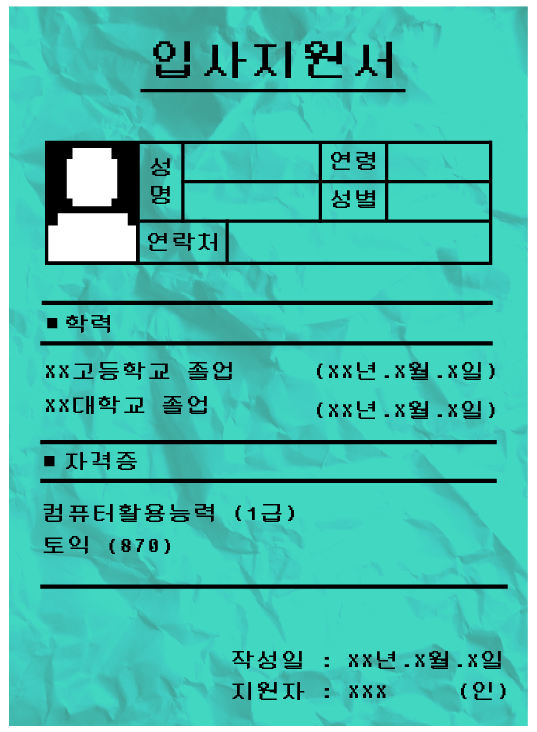 입사지원서
성명
연령
성별
연락처
■ 학력
xx고등학교 졸업 (xx년.x월.x일)
xx대학교 졸업 (xx년.x월.x일)
■ 자격증
컴퓨터활용능력 (1급)
토익 (870)
작성일 : xx년.x월.x일
지원자 : xxx (인)